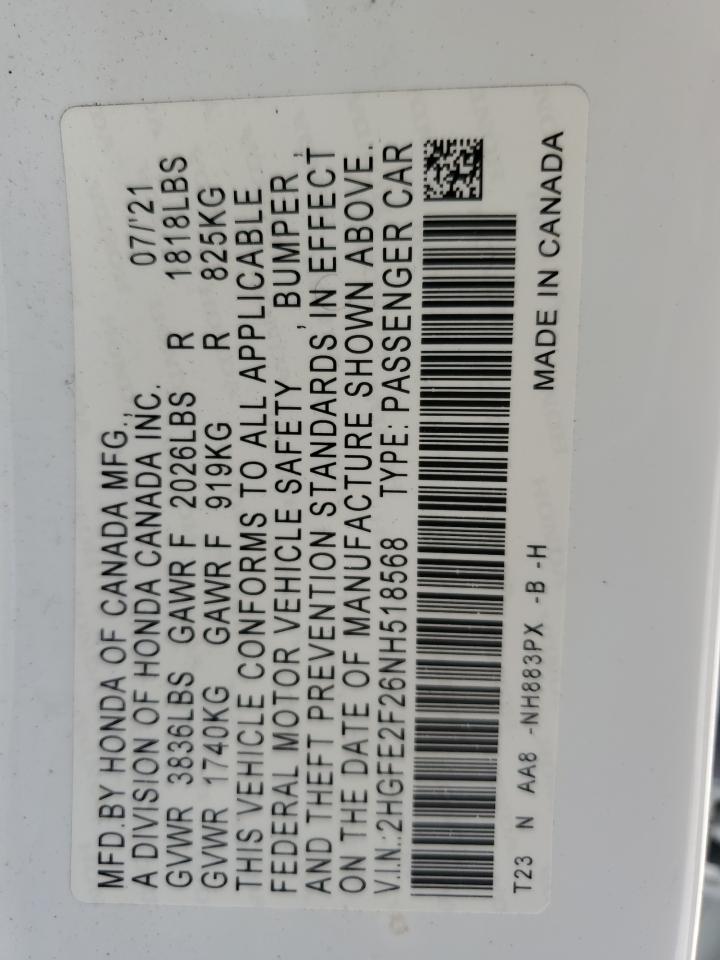 MFD.BY HONDA OF CANADA MFG.,
A DIVISION OF HONDA CANADA INC. 07/'21
GVWR 3836LBS GAWR F 2026LBS R 1818LBS
GVWR 1740KG GAWR F 919KG R 825KG
THIS VEHICLE CONFORMS TO ALL APPLICABLE
FEDERAL MOTOR VEHICLE SAFETY , BUMPER ,
AND THEFT PREVENTION STANDARDS IN EFFECT
ON THE DATE OF MANUFACTURE SHOWN ABOVE.
V.I.N.:2HGFE2F26NH518568 TYPE: PASSENGER CAR
T23 N AA8 -NH883PX -B -H MADE IN CANADA